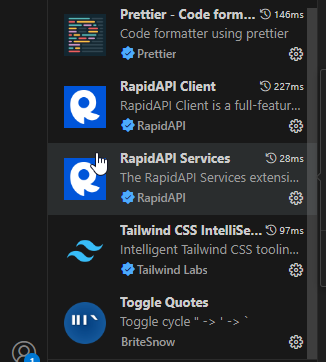 Prettier - Code form... 146ms
Code formatter using prettier
Prettier
RapidAPI Client 227ms
RapidAPI Client is a full-featur...
RapidAPI
RapidAPI Services 28ms
The RapidAPI Services extensi...
RapidAPI
Tailwind CSS IntelliSe... 97ms
Intelligent Tailwind CSS toolin...
Tailwind Labs
Toggle Quotes
Toggle cycle " -> ' -> `
BriteSnow
1